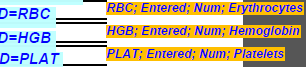 D=RBC RBC; Entered; Num; Erythrocytes
D=HGB HGB; Entered; Num; Hemoglobin
D=PLAT PLAT; Entered; Num; Platelets